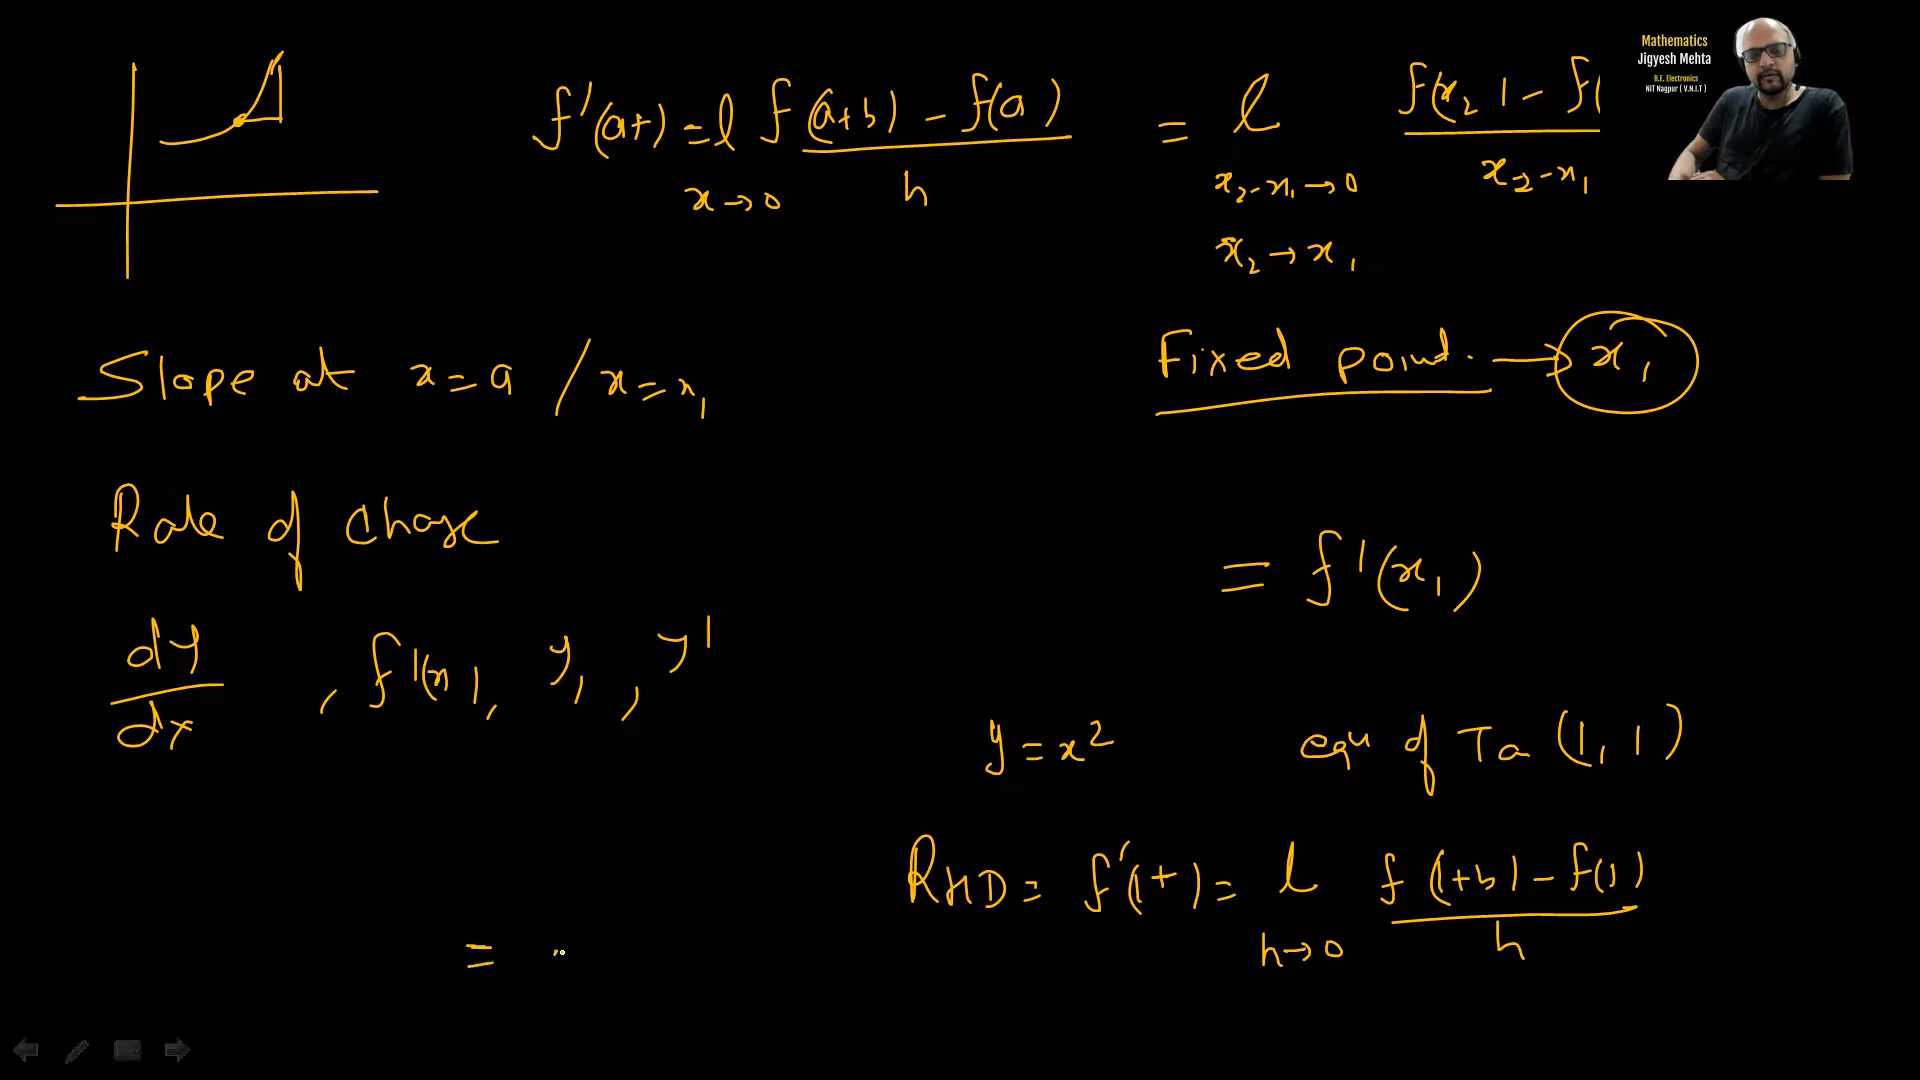 Mathematics
Jigyesh Mehta
B.E. Electronics
NIT Nagpur ( V.N.I.T )
f'(a+) = l f(a+h) - f(a) / h
x→0
= l f(x₂) - f( / x₂-x₁
x₂-x₁→0
x₂→x₁
Slope at x=a / x=x₁
Fixed point. → x₁
Rate of change
= f'(x₁)
dy/dx , f'(x), y₁, y'
y = x² equ of Ta (1,1)
RHD = f'(1+) = l f(1+h) - f(1) / h
h→0
=